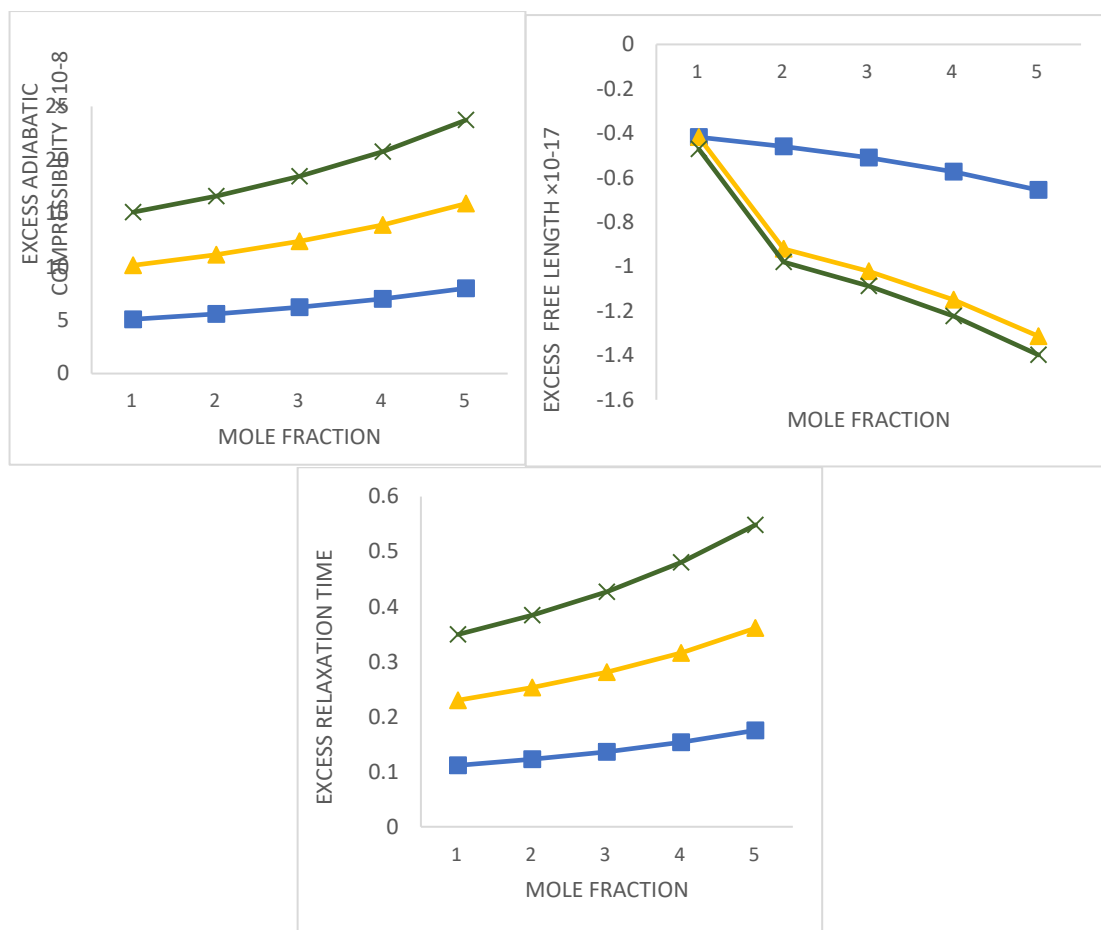 EXCESS ADIABATIC
COMPRESSIBILITY ×10-8
25
20
15
10
5
0
1 2 3 4 5
MOLE FRACTION
EXCESS FREE LENGTH ×10-17
0
-0.2
-0.4
-0.6
-0.8
-1
-1.2
-1.4
-1.6
1 2 3 4 5
MOLE FRACTION
EXCESS RELAXATION TIME
0.6
0.5
0.4
0.3
0.2
0.1
0
1 2 3 4 5
MOLE FRACTION